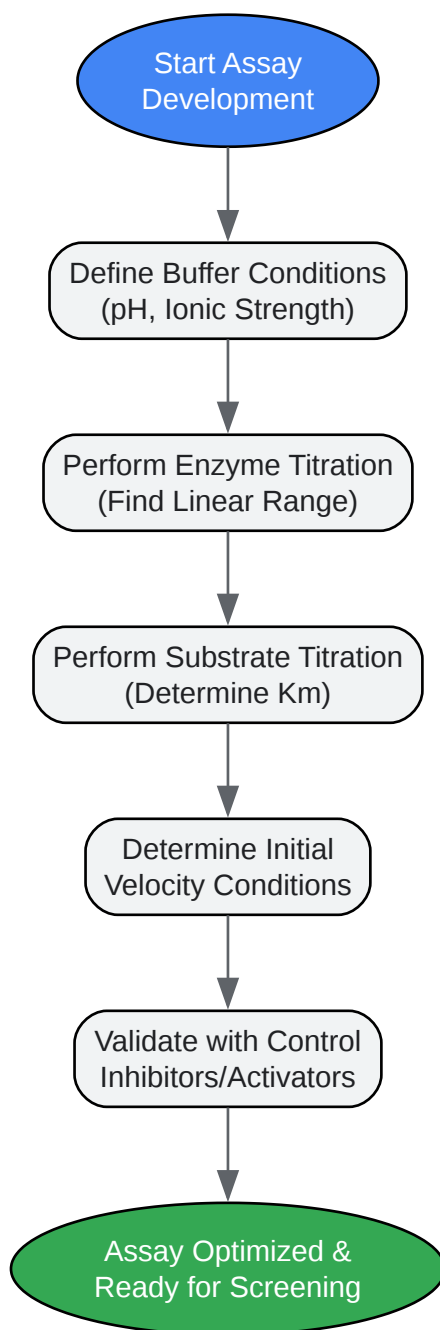 Start Assay
Development
Define Buffer Conditions
(pH, Ionic Strength)
Perform Enzyme Titration
(Find Linear Range)
Perform Substrate Titration
(Determine Km)
Determine Initial
Velocity Conditions
Validate with Control
Inhibitors/Activators
Assay Optimized &
Ready for Screening